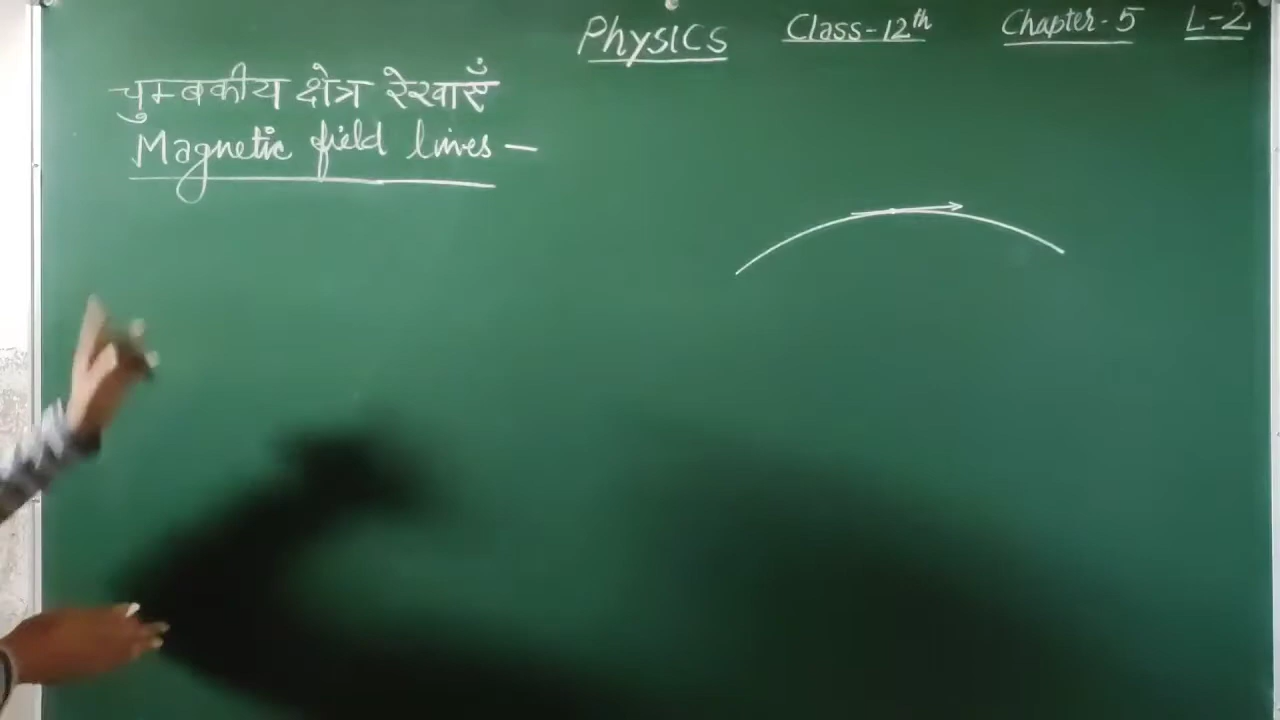 Physics Class-12th Chapter-5 L-2
चुम्बकीय क्षेत्र रेखाएँ
Magnetic field lines —